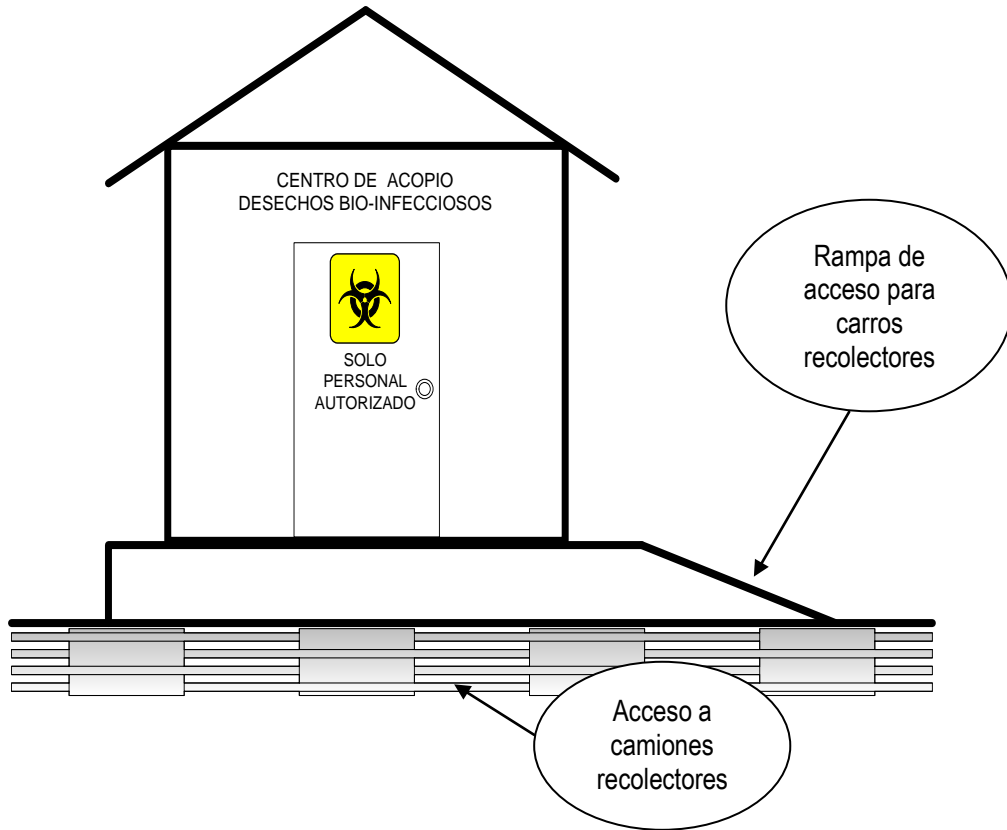 CENTRO DE ACOPIO
DESECHOS BIO-INFECCIOSOS
SOLO
PERSONAL
AUTORIZADO
Rampa de
acceso para
carros
recolectores
Acceso a
camiones
recolectores